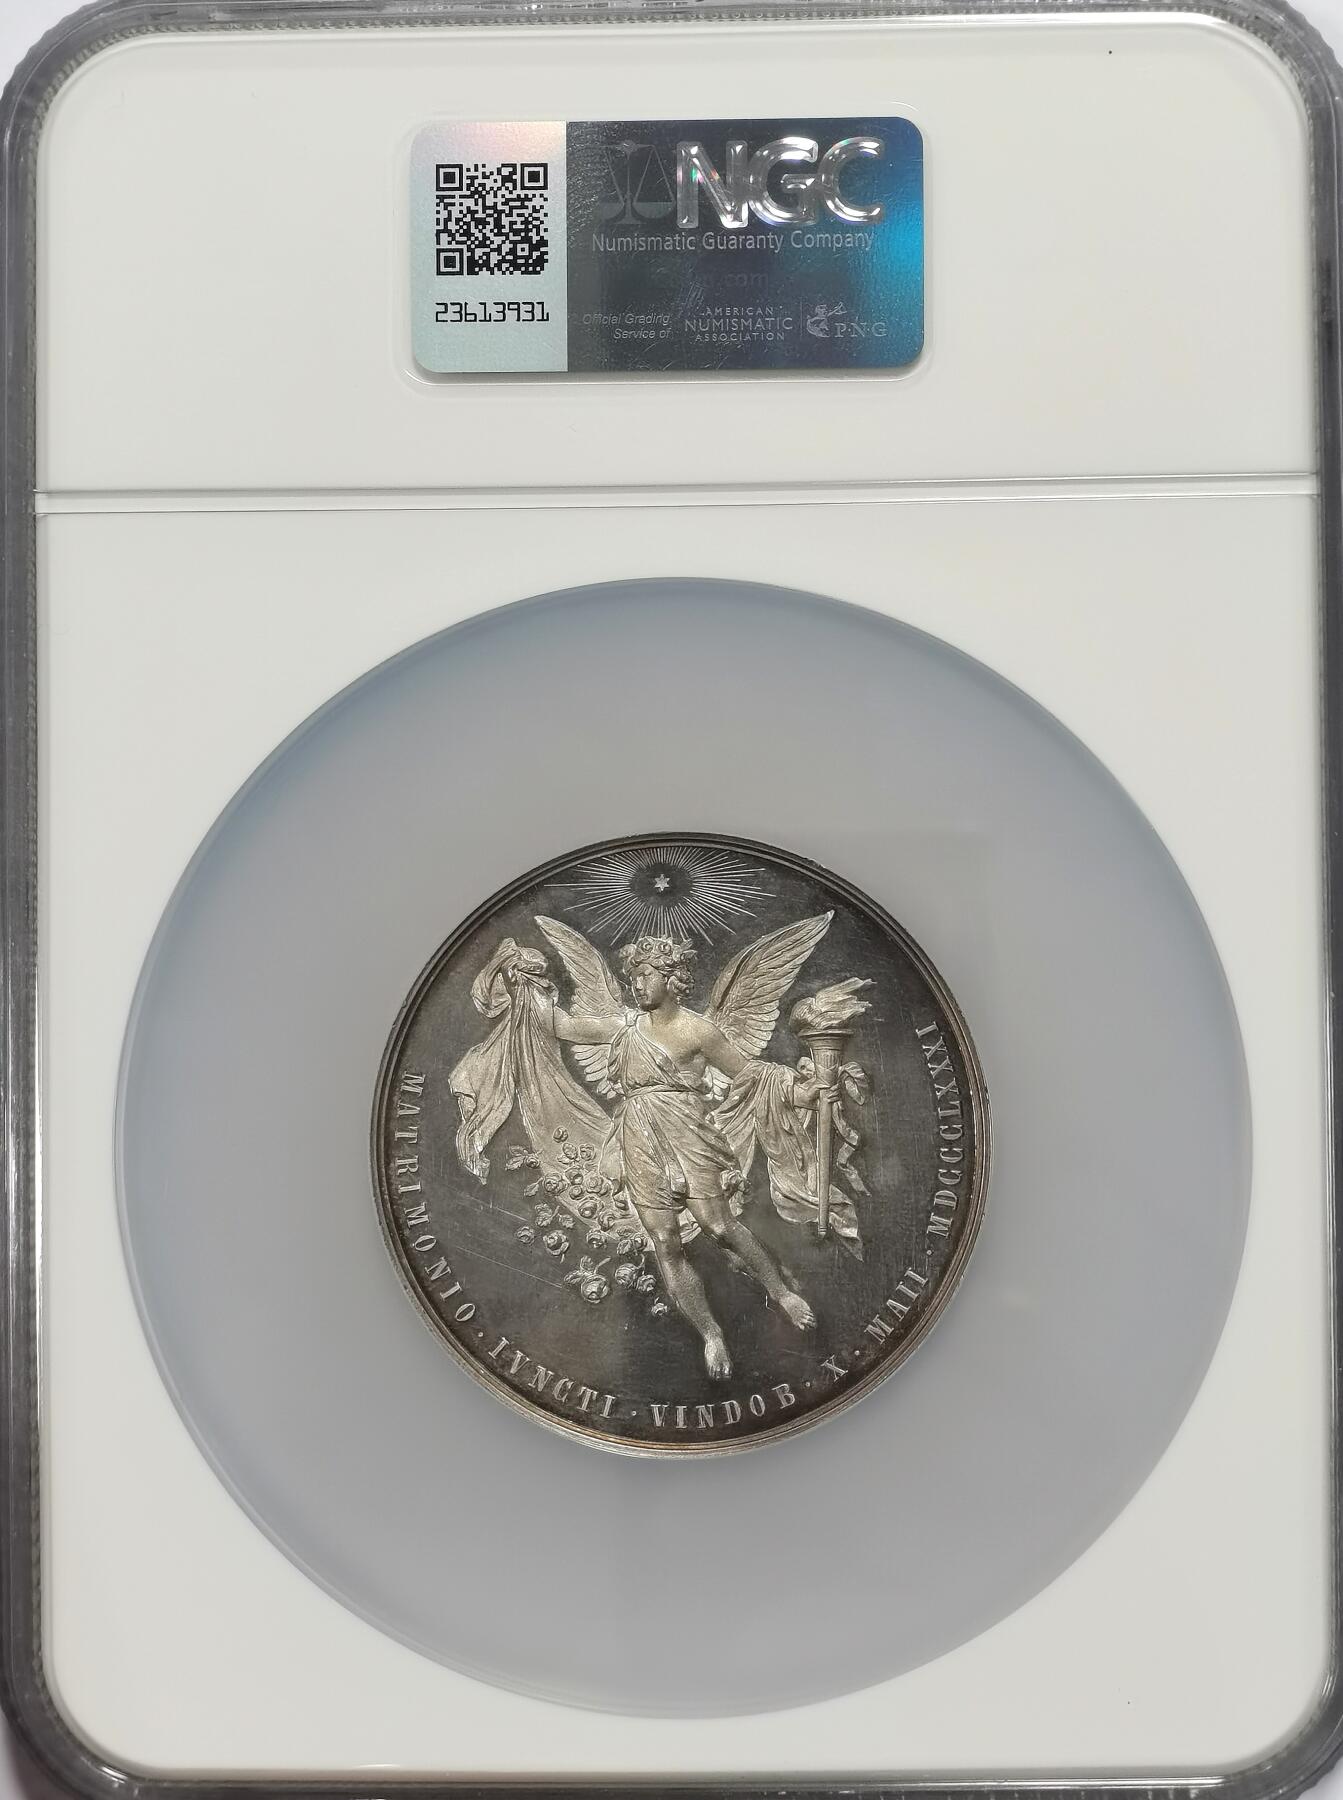 NGC
Numismatic Guaranty Company
Official Grading
Service of
AMERICAN
NUMISMATIC
ASSOCIATION
PNG
23613931
MATRIMONIO · IVNCTI · VINDOB · X · MAII · MDCCCLXXXI